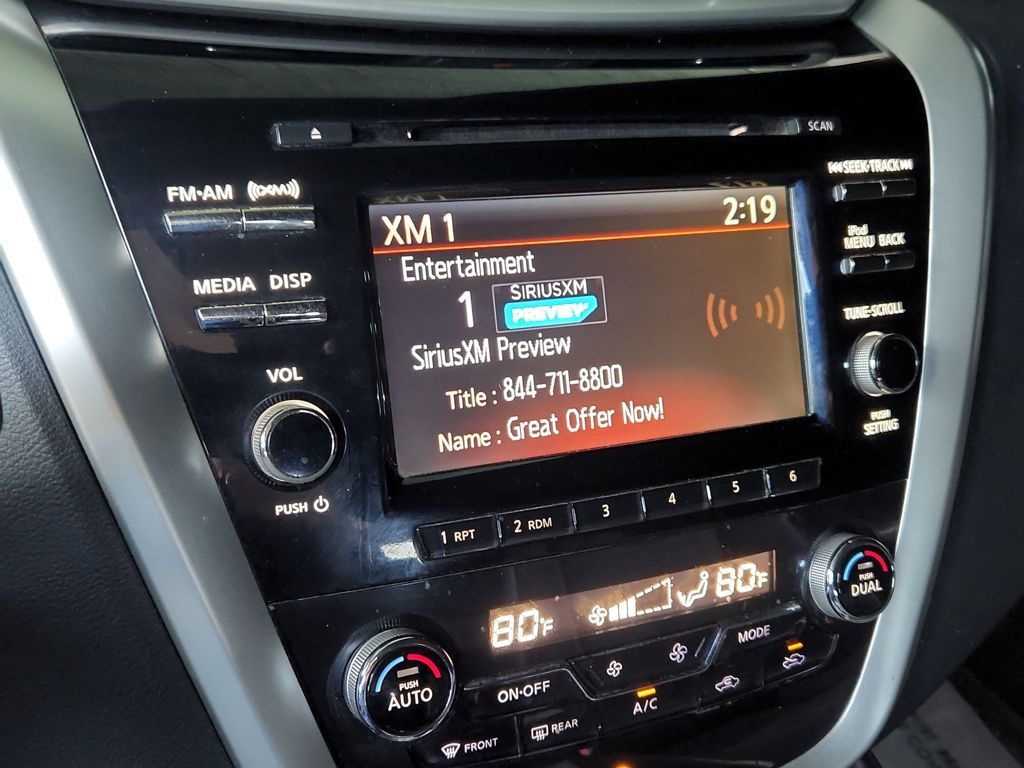 SCAN
SEEK·TRACK
FM·AM XM
iPod
MENU BACK
XM 1 2:19
Entertainment
MEDIA DISP
1 SIRIUSXM
PREVIEW
TUNE·SCROLL
SiriusXM Preview
VOL
Title : 844-711-8800
PUSH
SETTING
Name : Great Offer Now!
PUSH
1 RPT 2 RDM 3 4 5 6
80°F 80°F
PUSH
DUAL
MODE
PUSH
AUTO
ON·OFF
A/C
FRONT
REAR